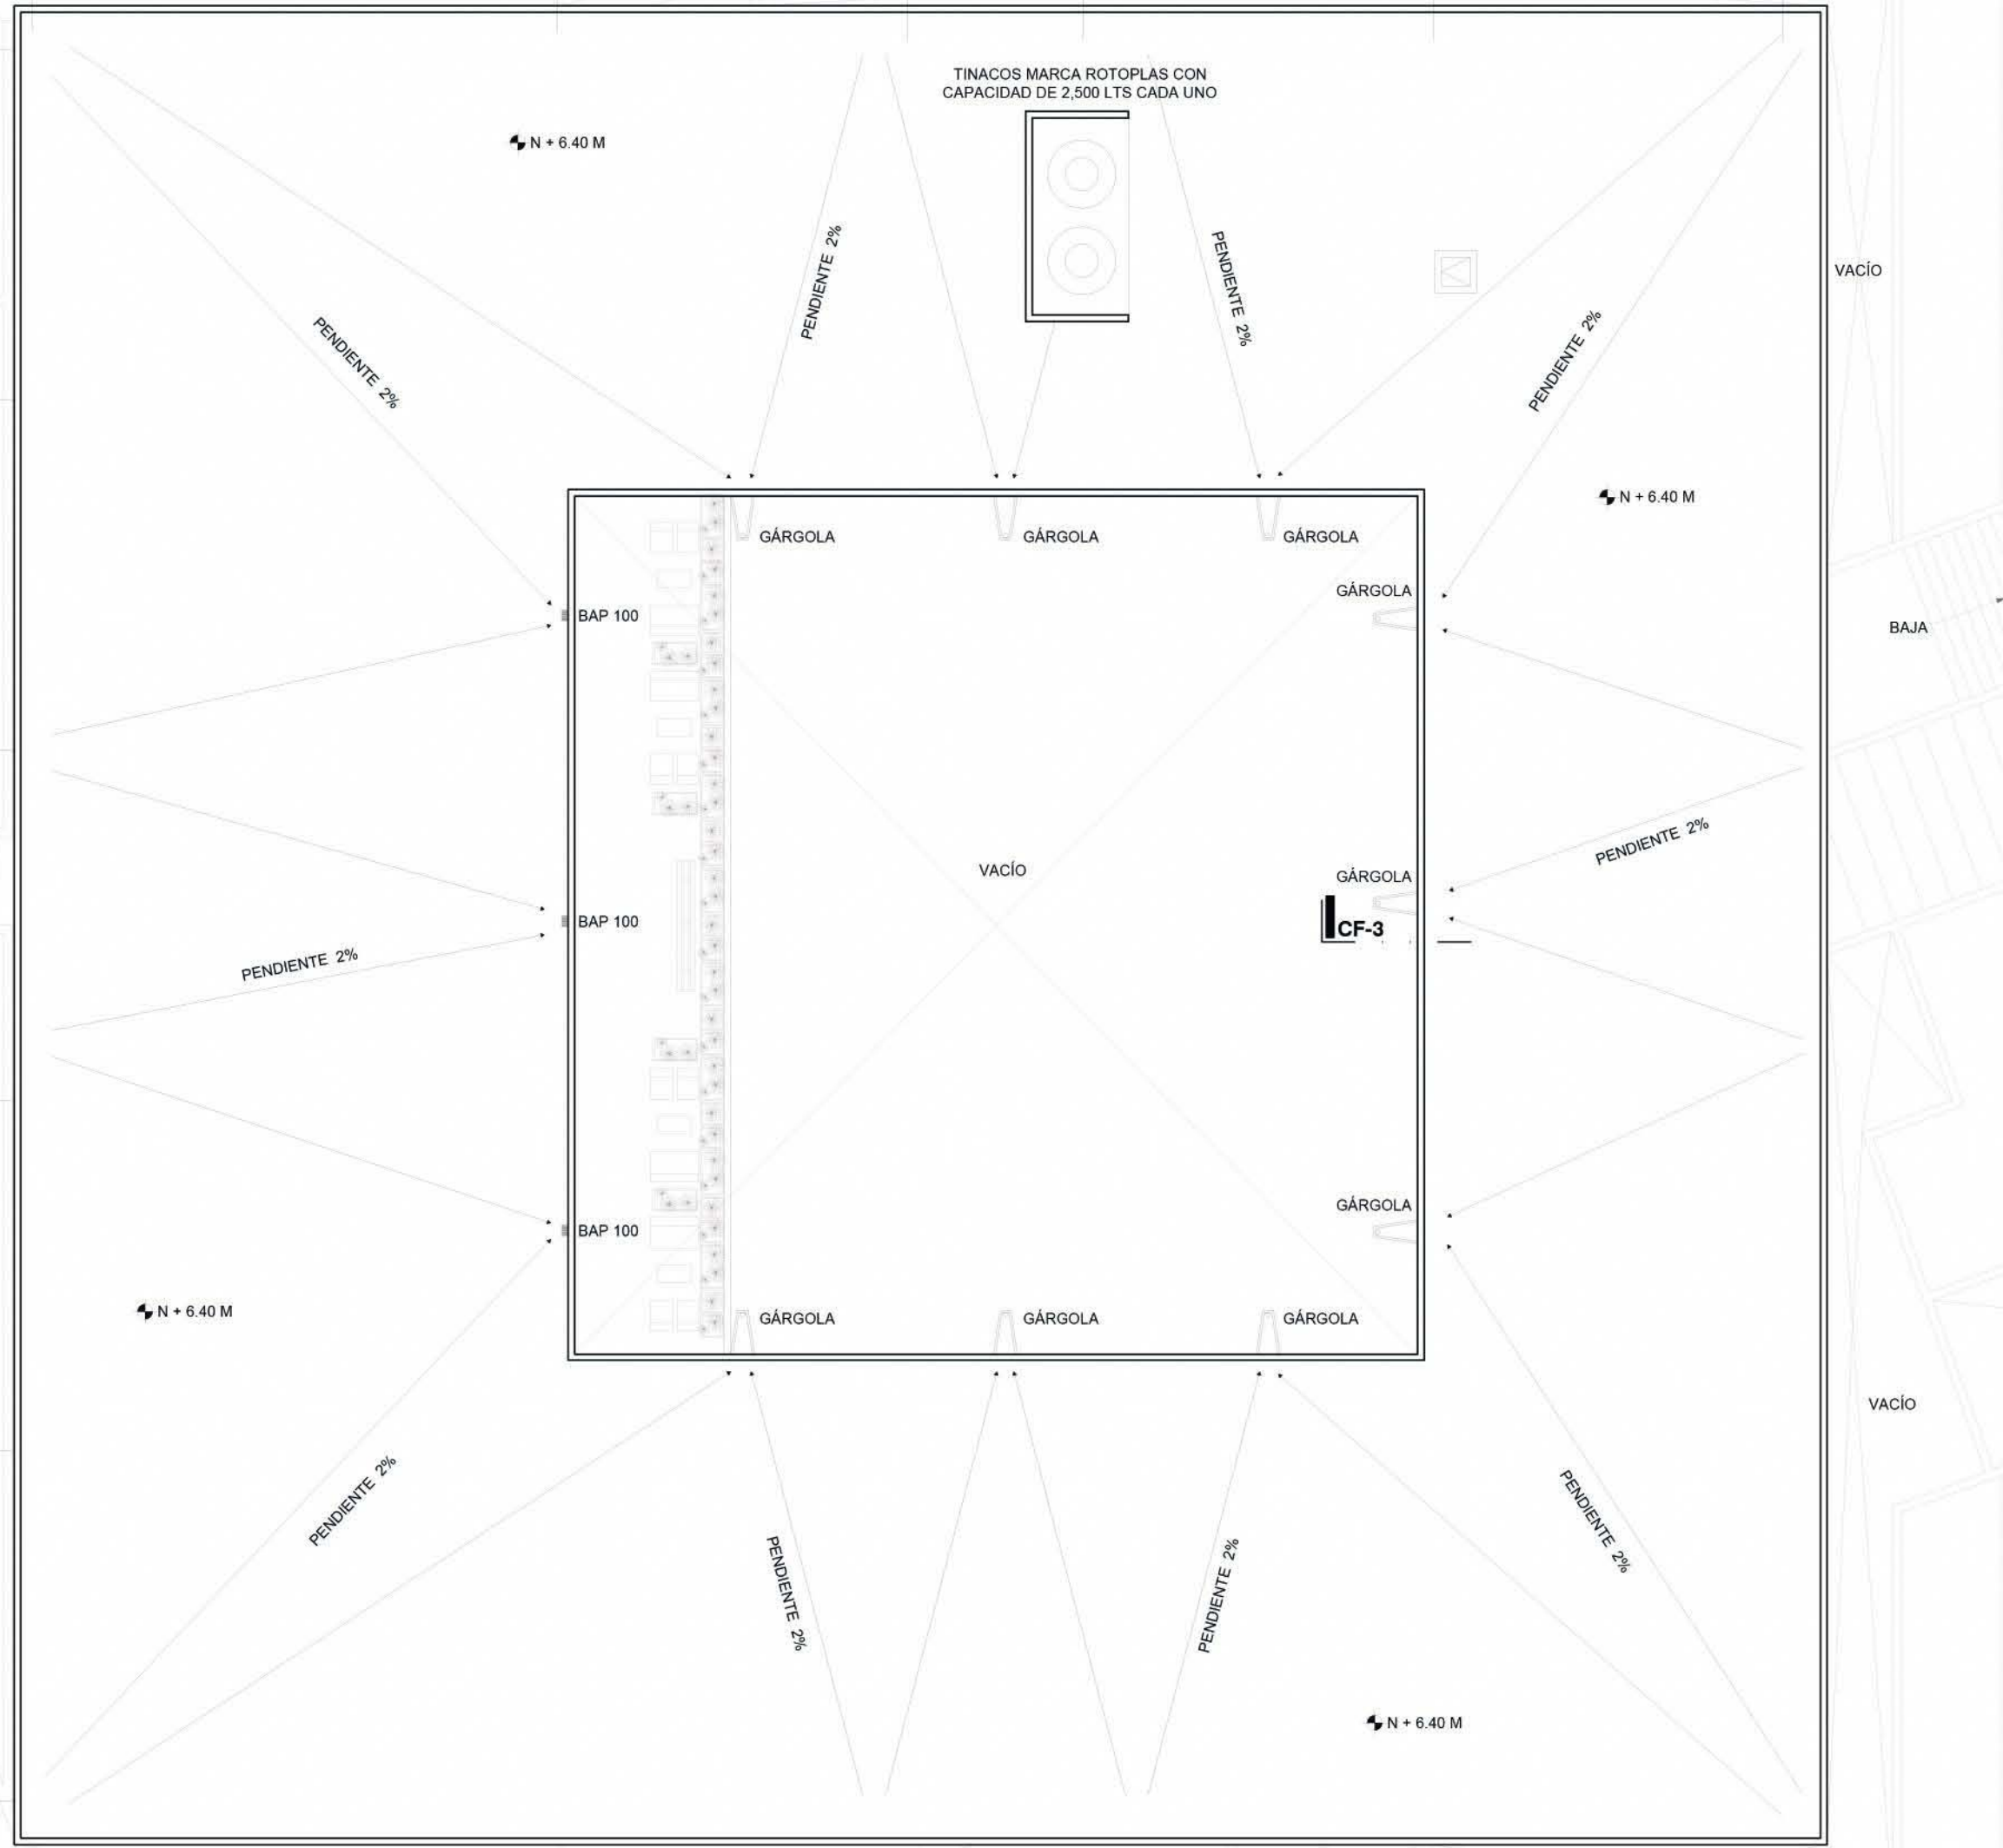 TINACOS MARCA ROTOPLAS CON
CAPACIDAD DE 2,500 LTS CADA UNO
N + 6.40 M
PENDIENTE 2%
PENDIENTE 2%
VACÍO
PENDIENTE 2%
PENDIENTE 2%
N + 6.40 M
GÁRGOLA
GÁRGOLA
GÁRGOLA
GÁRGOLA
BAP 100
BAJA
PENDIENTE 2%
VACÍO
GÁRGOLA
BAP 100
CF-3
PENDIENTE 2%
GÁRGOLA
BAP 100
N + 6.40 M
GÁRGOLA
GÁRGOLA
GÁRGOLA
VACÍO
PENDIENTE 2%
PENDIENTE 2%
PENDIENTE 2%
PENDIENTE 2%
N + 6.40 M